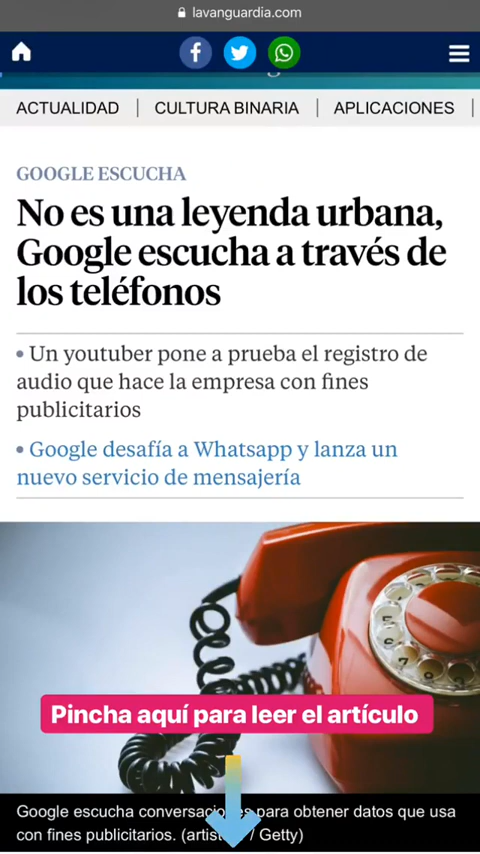 lavanguardia.com
ACTUALIDAD | CULTURA BINARIA | APLICACIONES |
GOOGLE ESCUCHA
No es una leyenda urbana,
Google escucha a través de
los teléfonos
• Un youtuber pone a prueba el registro de
audio que hace la empresa con fines
publicitarios
• Google desafía a Whatsapp y lanza un
nuevo servicio de mensajería
Pincha aquí para leer el artículo
Google escucha conversaciones para obtener datos que usa
con fines publicitarios. (artist / Getty)